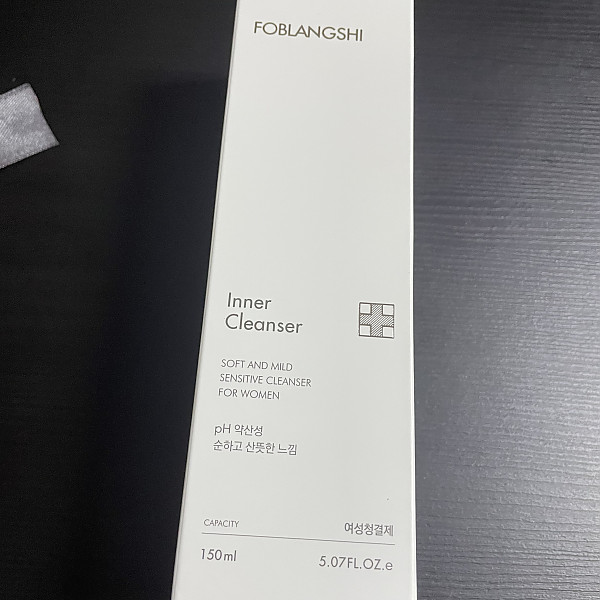 FOBLANGSHI
Inner
Cleanser
SOFT AND MILD
SENSITIVE CLEANSER
FOR WOMEN
pH 약산성
순하고 산뜻한 느낌
CAPACITY 여성청결제
150ml 5.07FL.OZ.e